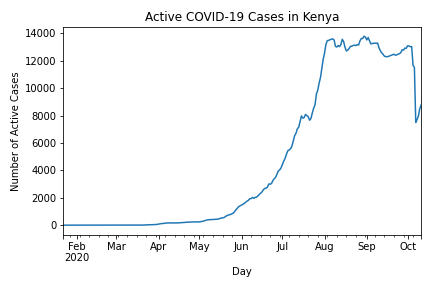 Active COVID-19 Cases in Kenya
Number of Active Cases
14000
12000
10000
8000
6000
4000
2000
0
Feb Mar Apr May Jun Jul Aug Sep Oct
2020
Day